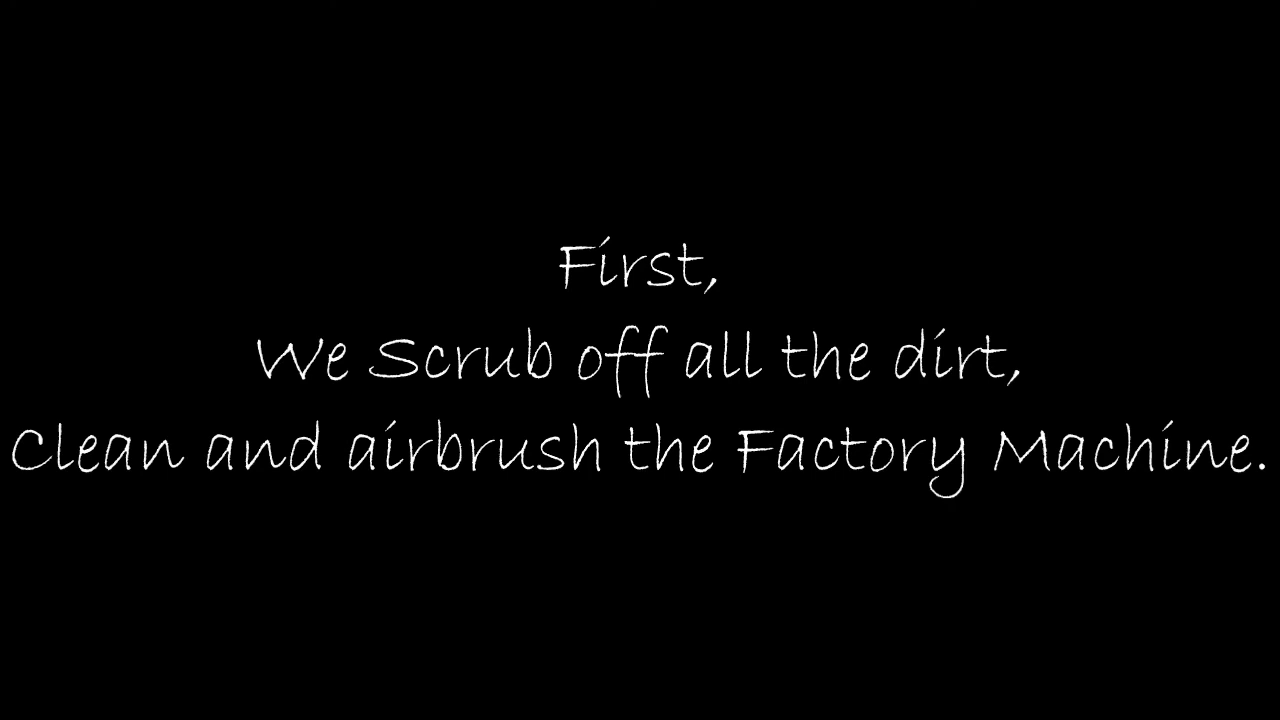 First,
We Scrub off all the dirt,
Clean and airbrush the Factory Machine.